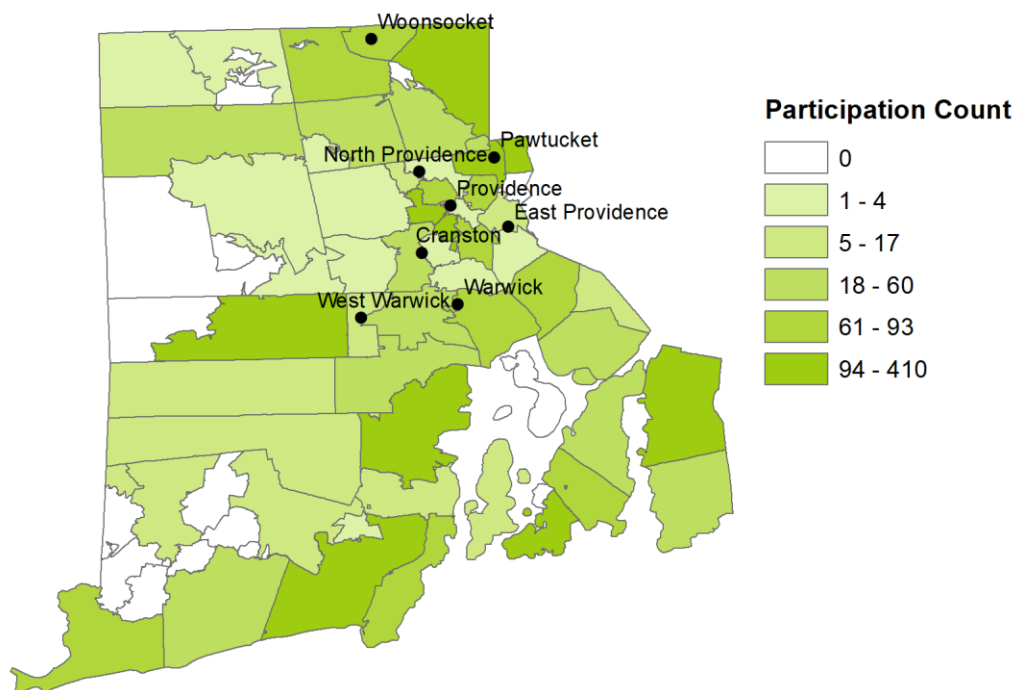 Woonsocket
Pawtucket
North Providence
Providence
East Providence
Cranston
Warwick
West Warwick
Participation Count
0
1 - 4
5 - 17
18 - 60
61 - 93
94 - 410